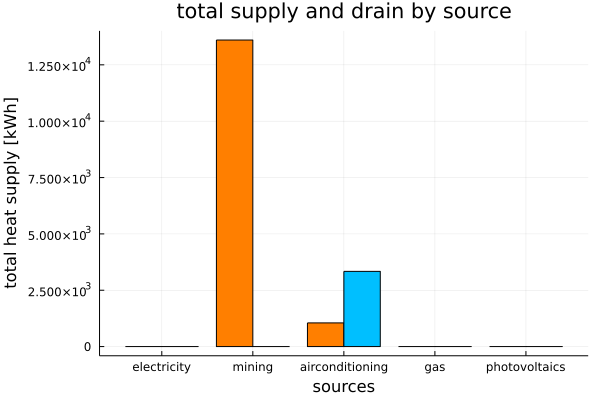 total supply and drain by source
total heat supply [kWh]
1.250×10⁴
1.000×10⁴
7.500×10³
5.000×10³
2.500×10³
0
electricity mining airconditioning gas photovoltaics
sources